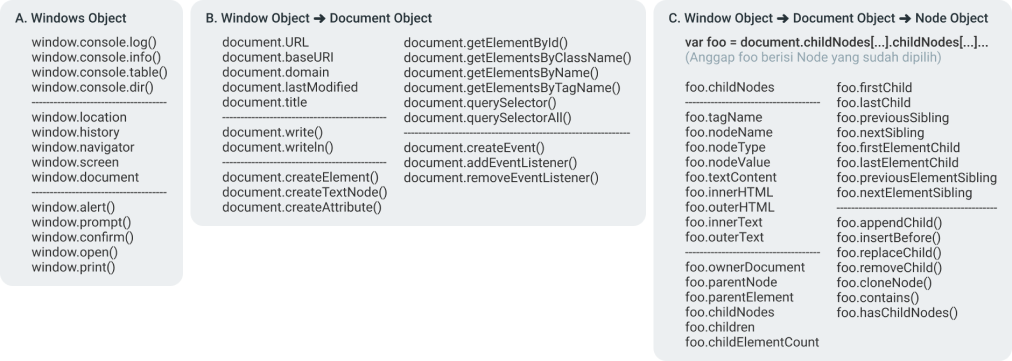 A. Windows Object
window.console.log()
window.console.info()
window.console.table()
window.console.dir()
window.location
window.history
window.navigator
window.screen
window.document
window.alert()
window.prompt()
window.confirm()
window.open()
window.print()
B. Window Object ➔ Document Object
document.URL
document.baseURI
document.domain
document.lastModified
document.title
document.write()
document.writeln()
document.createElement()
document.createTextNode()
document.createAttribute()
document.getElementById()
document.getElementsByClassName()
document.getElementsByName()
document.getElementsByTagName()
document.querySelector()
document.querySelectorAll()
document.createEvent()
document.addEventListener()
document.removeEventListener()
C. Window Object ➔ Document Object ➔ Node Object
var foo = document.childNodes[...].childNodes[...]...
(Anggap foo berisi Node yang sudah dipilih)
foo.childNodes
foo.tagName
foo.nodeName
foo.nodeType
foo.nodeValue
foo.textContent
foo.innerHTML
foo.outerHTML
foo.innerText
foo.outerText
foo.ownerDocument
foo.parentNode
foo.parentElement
foo.childNodes
foo.children
foo.childElementCount
foo.firstChild
foo.lastChild
foo.previousSibling
foo.nextSibling
foo.firstElementChild
foo.lastElementChild
foo.previousElementSibling
foo.nextElementSibling
foo.appendChild()
foo.insertBefore()
foo.replaceChild()
foo.removeChild()
foo.cloneNode()
foo.contains()
foo.hasChildNodes()